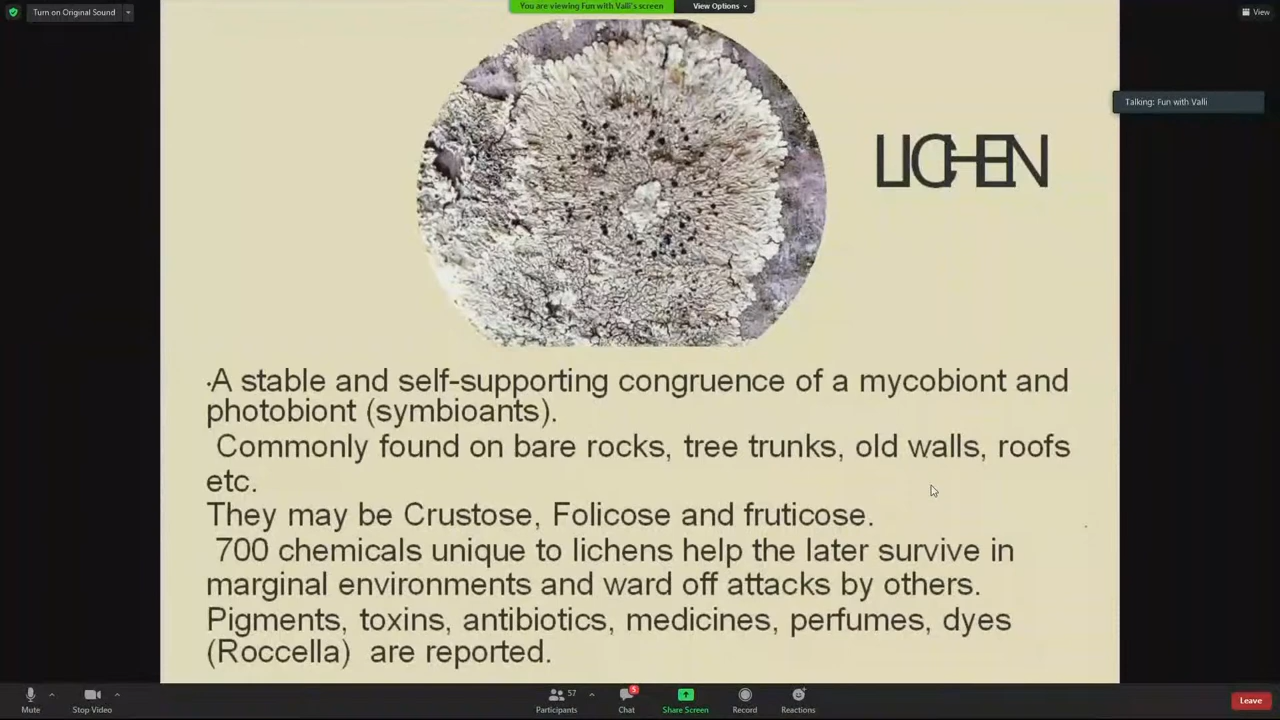 Turn on Original Sound
You are viewing Fun with Valli's screen
View Options
View
Talking: Fun with Valli
LICHEN
·A stable and self-supporting congruence of a mycobiont and
photobiont (symbioants).
Commonly found on bare rocks, tree trunks, old walls, roofs
etc.
They may be Crustose, Folicose and fruticose.
700 chemicals unique to lichens help the later survive in
marginal environments and ward off attacks by others.
Pigments, toxins, antibiotics, medicines, perfumes, dyes
(Roccella) are reported.
Mute
Stop Video
57
Participants
5
Chat
Share Screen
Record
Reactions
Leave